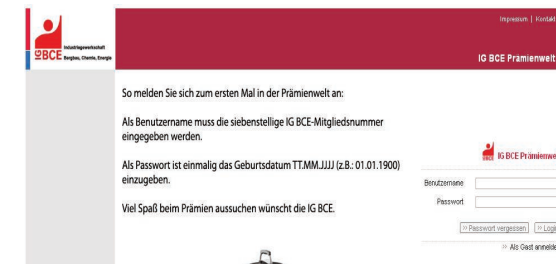 Impressum | Kontakt
IG BCE
Industriegewerkschaft
Bergbau, Chemie, Energie
IG BCE Prämienwelt
So melden Sie sich zum ersten Mal in der Prämienwelt an:
Als Benutzername muss die siebenstellige IG BCE-Mitgliedsnummer
eingegeben werden.
Als Passwort ist einmalig das Geburtsdatum TT.MM.JJJJ (z.B.: 01.01.1900)
einzugeben.
Viel Spaß beim Prämien aussuchen wünscht die IG BCE.
IG BCE Prämienwe
Benutzername
Passwort
>> Passwort vergessen >> Login
>> Als Gast anmelde